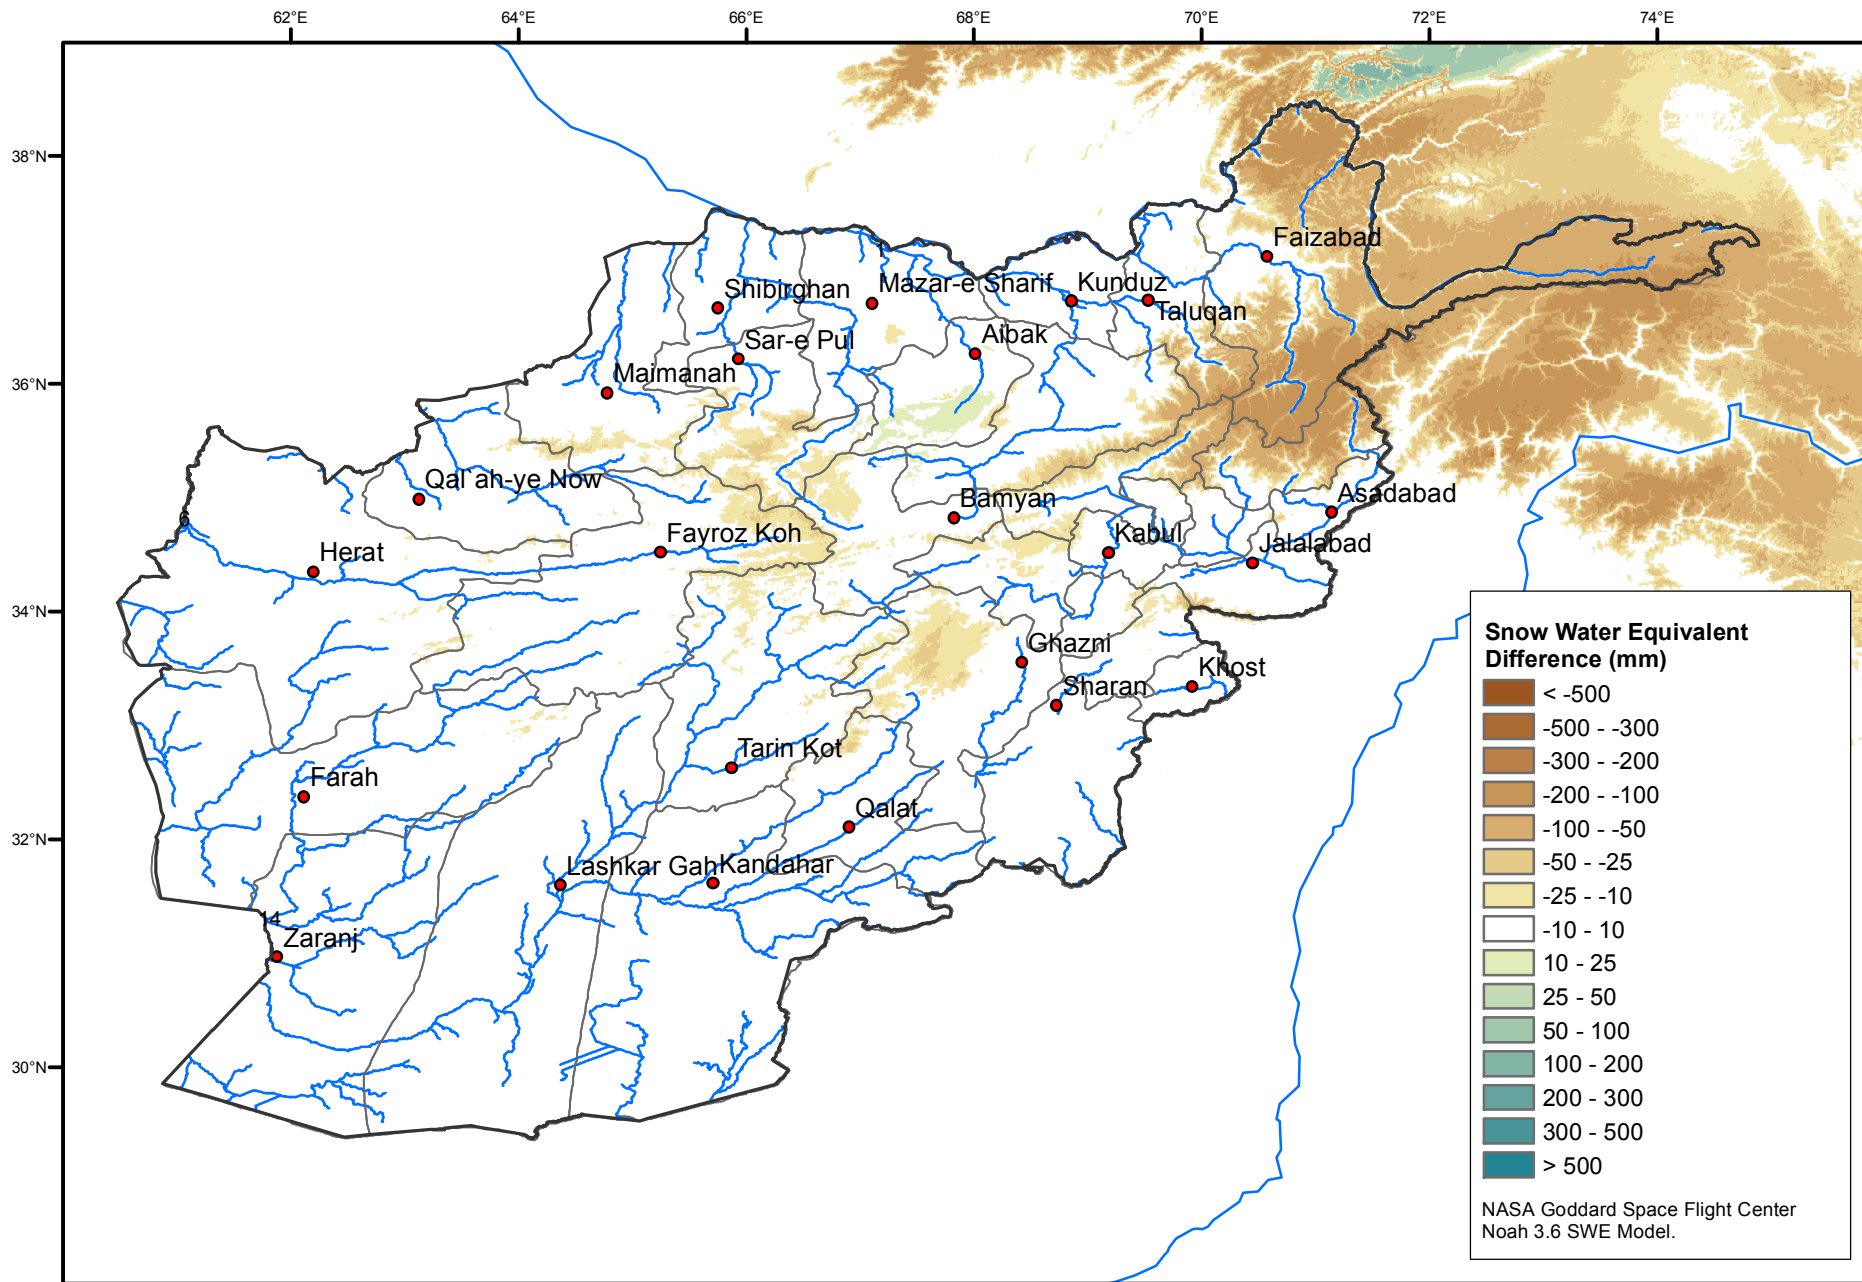 62°E 64°E 66°E 68°E 70°E 72°E 74°E
38°N
36°N
34°N
32°N
30°N
Faizabad
Shibirghan
Mazar-e Sharif
Kunduz
Taluqan
Sar-e Pul
Aibak
Maimanah
Qal ah-ye Now
Bamyan
Asadabad
6
Fayroz Koh
Kabul
Jalalabad
Herat
Ghazni
Khost
Sharan
Tarin Kot
Farah
Qalat
Lashkar Gah
Kandahar
14
Zaranj
Snow Water Equivalent
Difference (mm)
< -500
-500 - -300
-300 - -200
-200 - -100
-100 - -50
-50 - -25
-25 - -10
-10 - 10
10 - 25
25 - 50
50 - 100
100 - 200
200 - 300
300 - 500
> 500
NASA Goddard Space Flight Center
Noah 3.6 SWE Model.